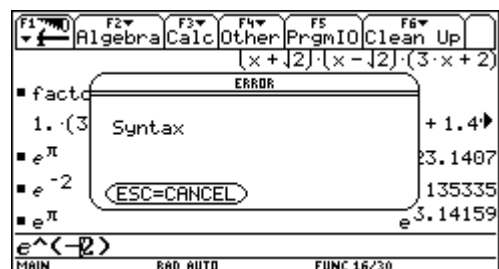 F1 F2 F3 F4 F5 F6
Algebra Calc Other PrgmIO Clean Up
(x + √2)·(x - √2)·(3·x + 2)
ERROR
▪ facto
1. ·(3 Syntax + 1.4
▪ e^π 23.1407
▪ e^-2 ESC=CANCEL 135335
▪ e^π e^3.14159
e^(-2)
MAIN RAD AUTO FUNC 16/30